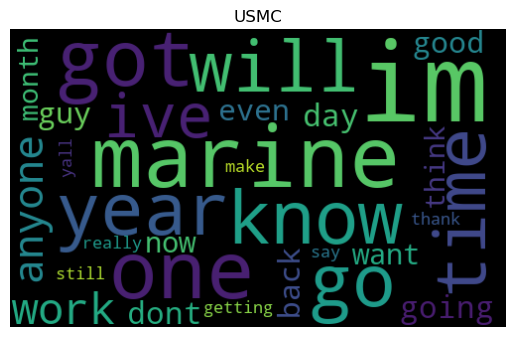 USMC
month
got
will
im
good
guy
ive
even
day
marine
make
think
time
anyone
yall
year
know
thank
really
now
still
one
back
say
want
go
work
dont
getting
going